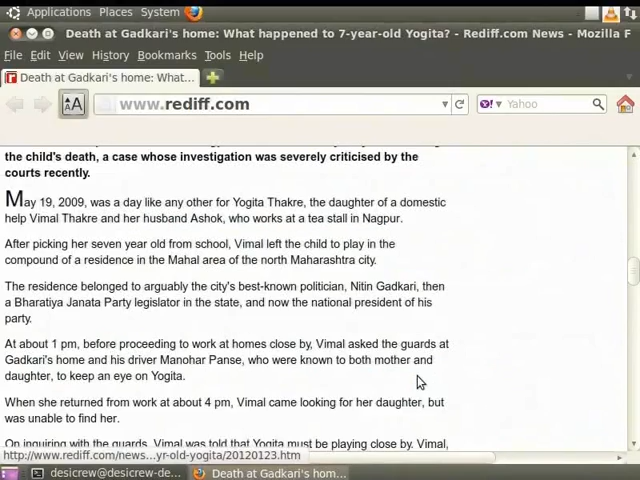 Applications Places System
Death at Gadkari's home: What happened to 7-year-old Yogita? - Rediff.com News - Mozilla F
File Edit View History Bookmarks Tools Help
Death at Gadkari's home: What...
AA www.rediff.com Y! Yahoo
the child's death, a case whose investigation was severely criticised by the
courts recently.
May 19, 2009, was a day like any other for Yogita Thakre, the daughter of a domestic
help Vimal Thakre and her husband Ashok, who works at a tea stall in Nagpur.
After picking her seven year old from school, Vimal left the child to play in the
compound of a residence in the Mahal area of the north Maharashtra city.
The residence belonged to arguably the city's best-known politician, Nitin Gadkari, then
a Bharatiya Janata Party legislator in the state, and now the national president of his
party.
At about 1 pm, before proceeding to work at homes close by, Vimal asked the guards at
Gadkari's home and his driver Manohar Panse, who were known to both mother and
daughter, to keep an eye on Yogita.
When she returned from work at about 4 pm, Vimal came looking for her daughter, but
was unable to find her.
On inquiring with the guards, Vimal was told that Yogita must be playing close by. Vimal,
http://www.rediff.com/news...yr-old-yogita/20120123.htm
desicrew@desicrew-de... Death at Gadkari's hom...